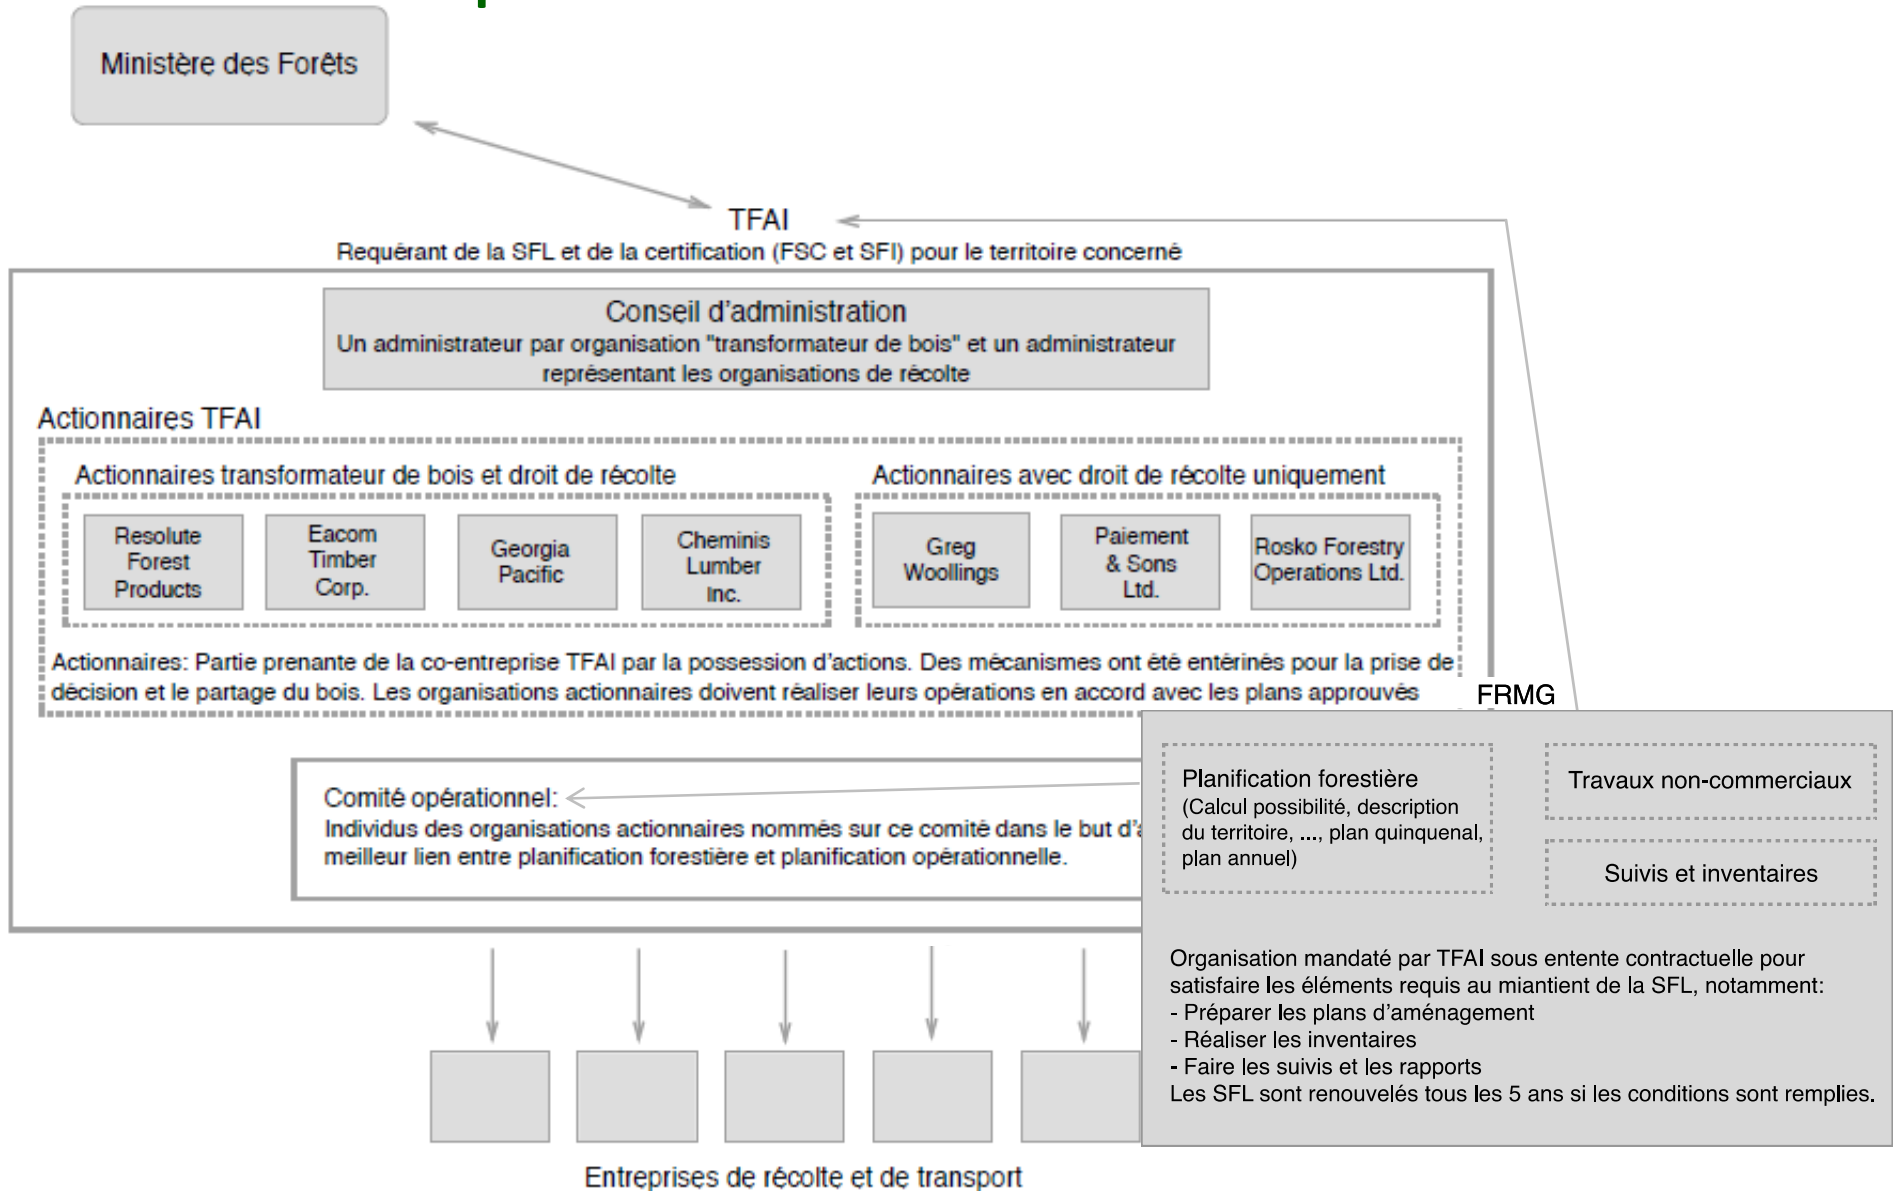 Ministère des Forêts
TFAI
Requérant de la SFL et de la certification (FSC et SFI) pour le territoire concerné
Conseil d'administration
Un administrateur par organisation "transformateur de bois" et un administrateur
représentant les organisations de récolte
Actionnaires TFAI
Actionnaires transformateur de bois et droit de récolte
Resolute
Forest
Products
Eacom
Timber
Corp.
Georgia
Pacific
Cheminis
Lumber
Inc.
Actionnaires avec droit de récolte uniquement
Greg
Woollings
Paiement
& Sons
Ltd.
Rosko Forestry
Operations Ltd.
Actionnaires: Partie prenante de la co-entreprise TFAI par la possession d'actions. Des mécanismes ont été entérinés pour la prise de
décision et le partage du bois. Les organisations actionnaires doivent réaliser leurs opérations en accord avec les plans approuvés
Comité opérationnel:
Individus des organisations actionnaires nommés sur ce comité dans le but
meilleur lien entre planification forestière et planification opérationnelle.
FRMG
Planification forestière
(Calcul possibilité, description
du territoire, ..., plan quinquenal,
plan annuel)
Travaux non-commerciaux
Suivis et inventaires
Organisation mandaté par TFAI sous entente contractuelle pour
satisfaire les éléments requis au miantient de la SFL, notamment:
- Préparer les plans d'aménagement
- Réaliser les inventaires
- Faire les suivis et les rapports
Les SFL sont renouvelés tous les 5 ans si les conditions sont remplies.
Entreprises de récolte et de transport